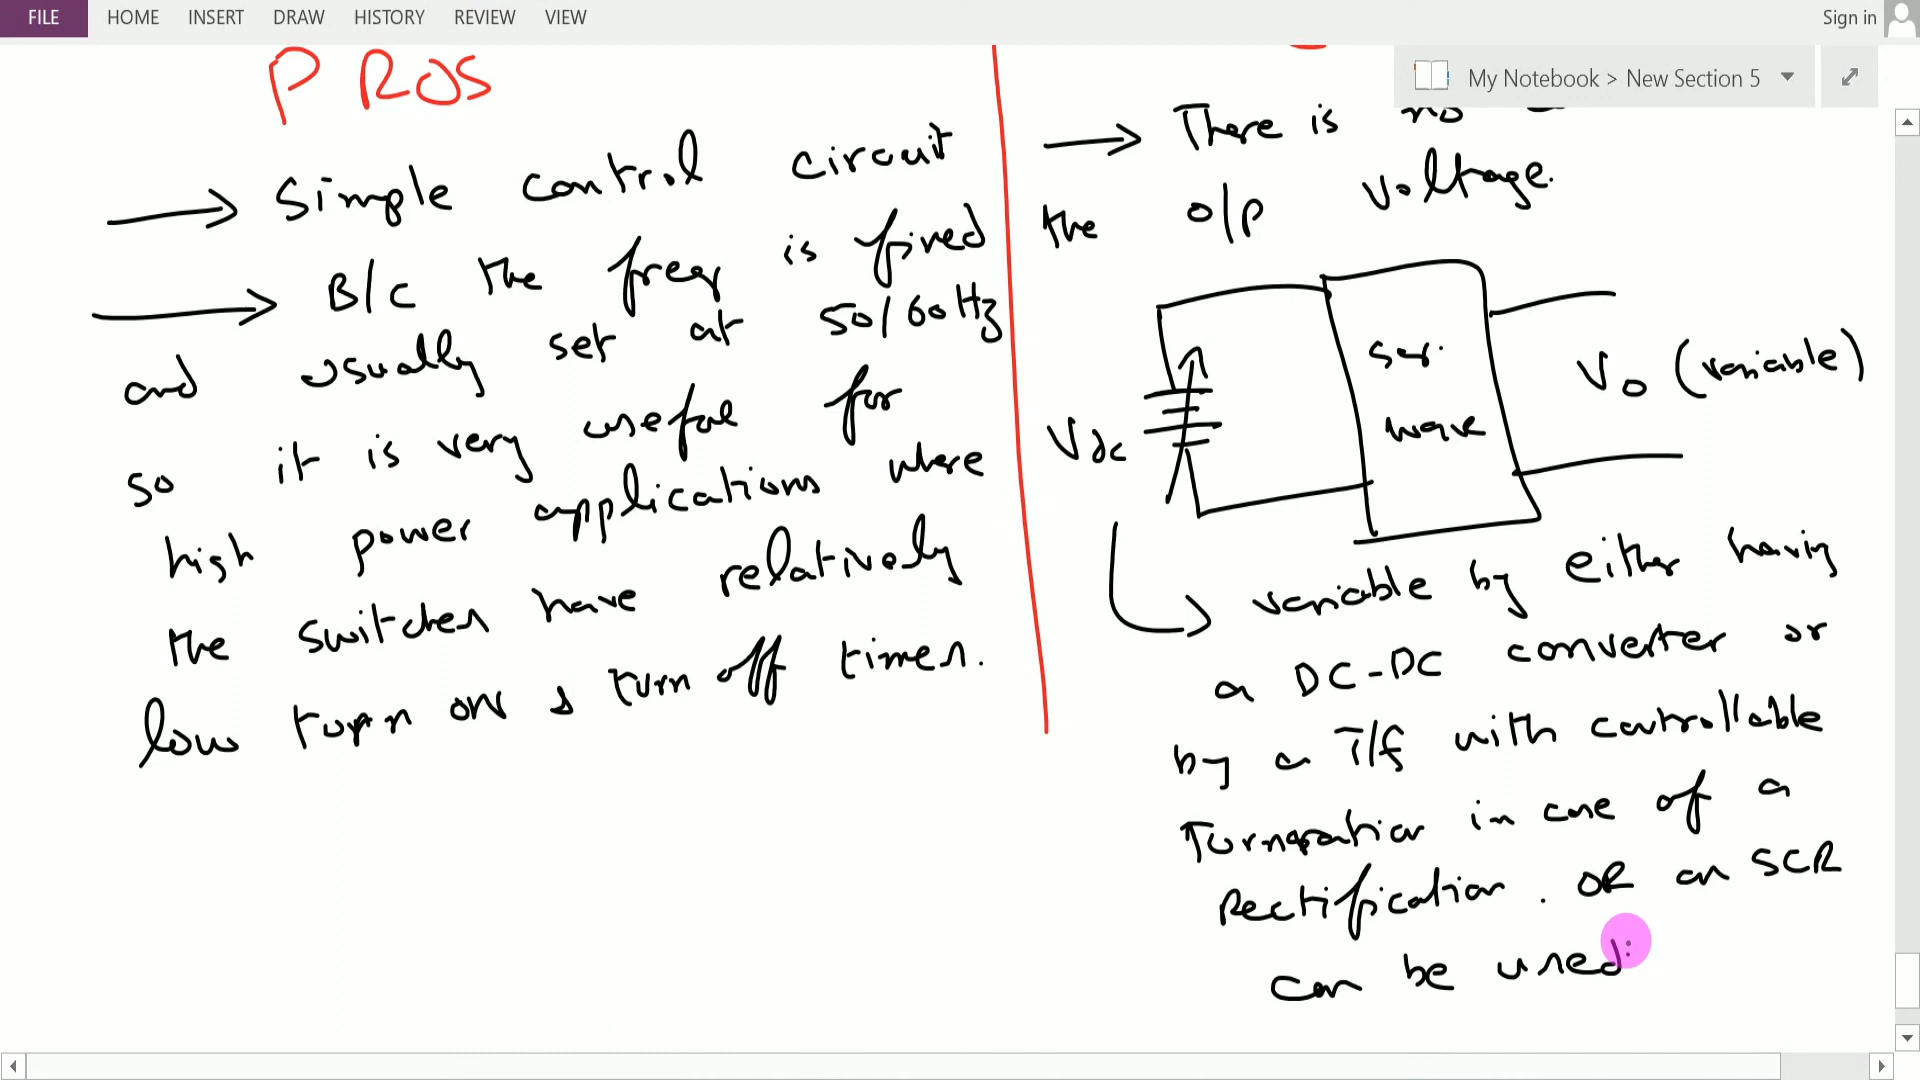 FILE HOME INSERT DRAW HISTORY REVIEW VIEW Sign in
My Notebook > New Section 5
PROS
Simple control circuit
B/C the freq is fixed
and usually set at 50/60Hz
so it is very useful for
high power applications where
the switches have relatively
low turn on & turn off times.
There is no
the o/p voltage.
Vdc
sq.
wave
Vo (variable)
variable by either having
a DC-DC converter or
by a T/f with controllable
Turns ratio in case of a
Rectification. OR an SCR
can be used.